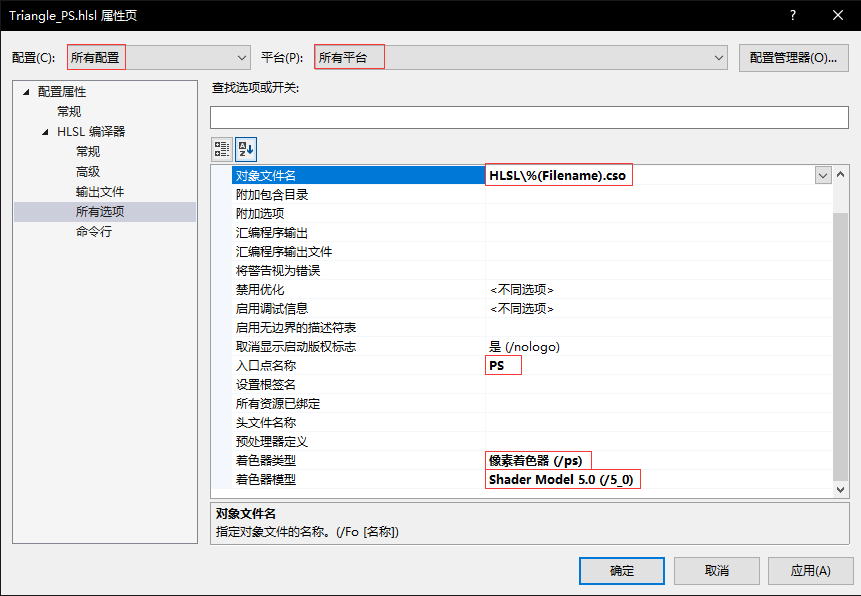 Triangle_PS.hlsl 属性页
?
配置(C):
所有配置
平台(P):
所有平台
配置管理器(O)...
配置属性
常规
HLSL 编译器
常规
高级
输出文件
所有选项
命令行
查找选项或开关:
对象文件名 HLSL\%(Filename).cso
附加包含目录
附加选项
汇编程序输出
汇编程序输出文件
将警告视为错误
禁用优化 <不同选项>
启用调试信息 <不同选项>
启用无边界的描述符表
取消显示启动版权标志 是 (/nologo)
入口点名称 PS
设置根签名
所有资源已绑定
头文件名称
预处理器定义
着色器类型 像素着色器 (/ps)
着色器模型 Shader Model 5.0 (/5_0)
对象文件名
指定对象文件的名称。(/Fo [名称])
确定
取消
应用(A)